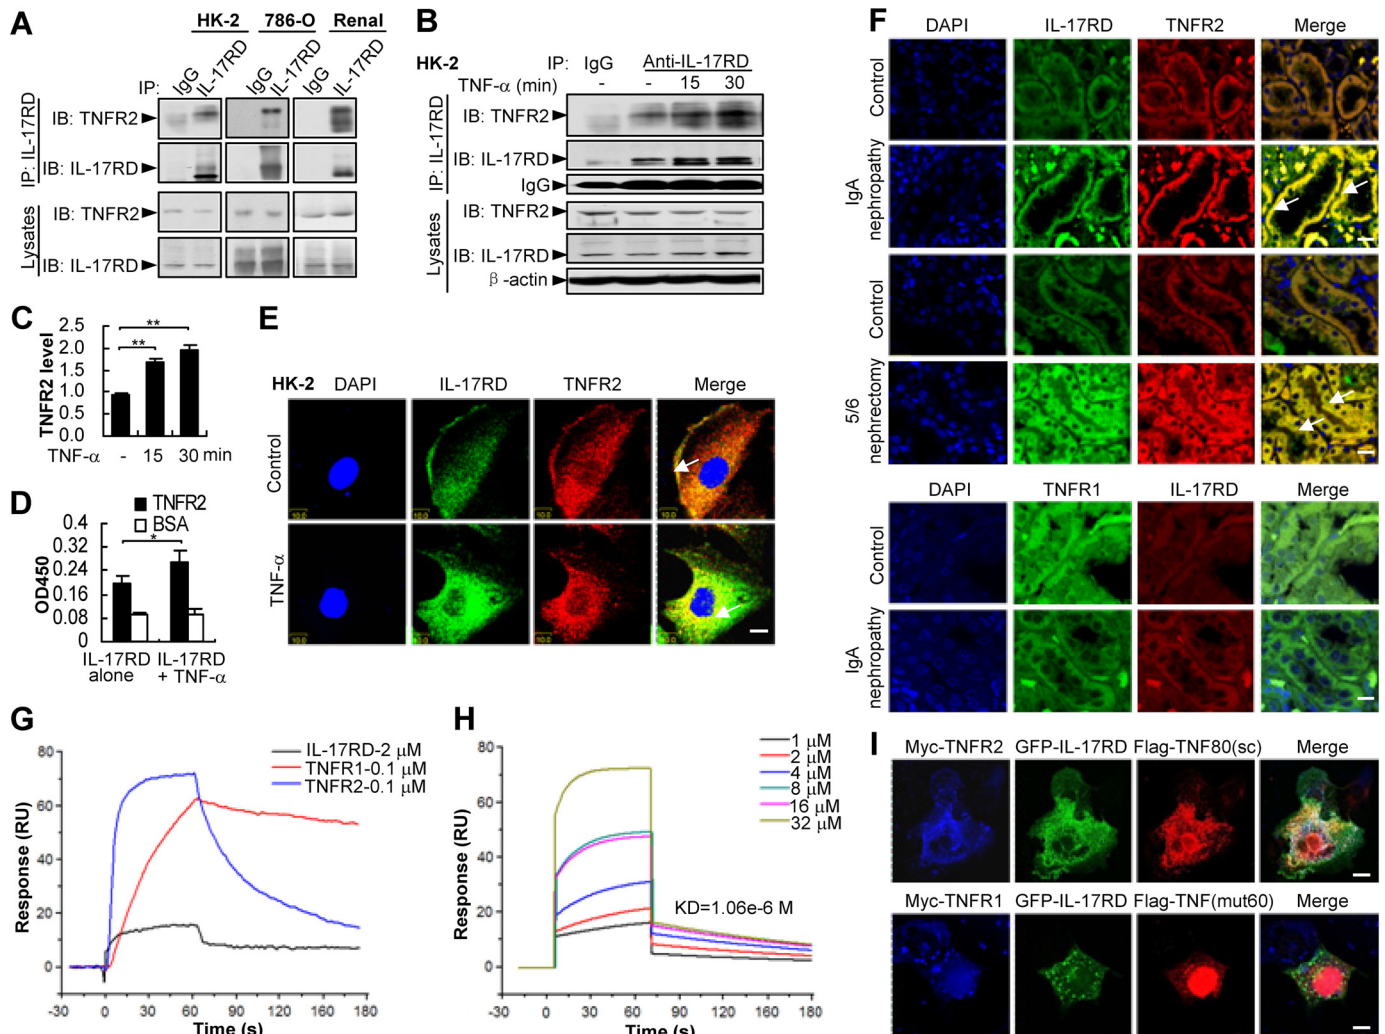 A
HK-2 786-O Renal
IP: IgG IL-17RD IgG IL-17RD IgG IL-17RD
IP: IL-17RD
IB: TNFR2
IB: IL-17RD
Lysates
IB: TNFR2
IB: IL-17RD
B
HK-2 IP: IgG Anti-IL-17RD
TNF-α (min) - - 15 30
IP: IL-17RD
IB: TNFR2
IB: IL-17RD
IgG
Lysates
IB: TNFR2
IB: IL-17RD
β-actin
C
TNFR2 level
2.5
2.0
1.5
1.0
0.5
0.0
** **
TNF-α - 15 30 min
D
TNFR2
BSA
OD450
0.4
0.32
0.24
0.16
0.08
0
*
IL-17RD alone
IL-17RD + TNF-α
E
HK-2 DAPI IL-17RD TNFR2 Merge
Control
TNF-α
F
DAPI IL-17RD TNFR2 Merge
Control
IgA nephropathy
Control
5/6 nephrectomy
DAPI TNFR1 IL-17RD Merge
Control
IgA nephropathy
G
IL-17RD-2 μM
TNFR1-0.1 μM
TNFR2-0.1 μM
Response (RU)
80
60
40
20
0
-30 0 30 60 90 120 150 180
Time (s)
H
1 μM
2 μM
4 μM
8 μM
16 μM
32 μM
KD=1.06e-6 M
Response (RU)
80
60
40
20
0
-30 0 30 60 90 120 150 180
Time (s)
I
Myc-TNFR2 GFP-IL-17RD Flag-TNF80(sc) Merge
Myc-TNFR1 GFP-IL-17RD Flag-TNF(mut60) Merge